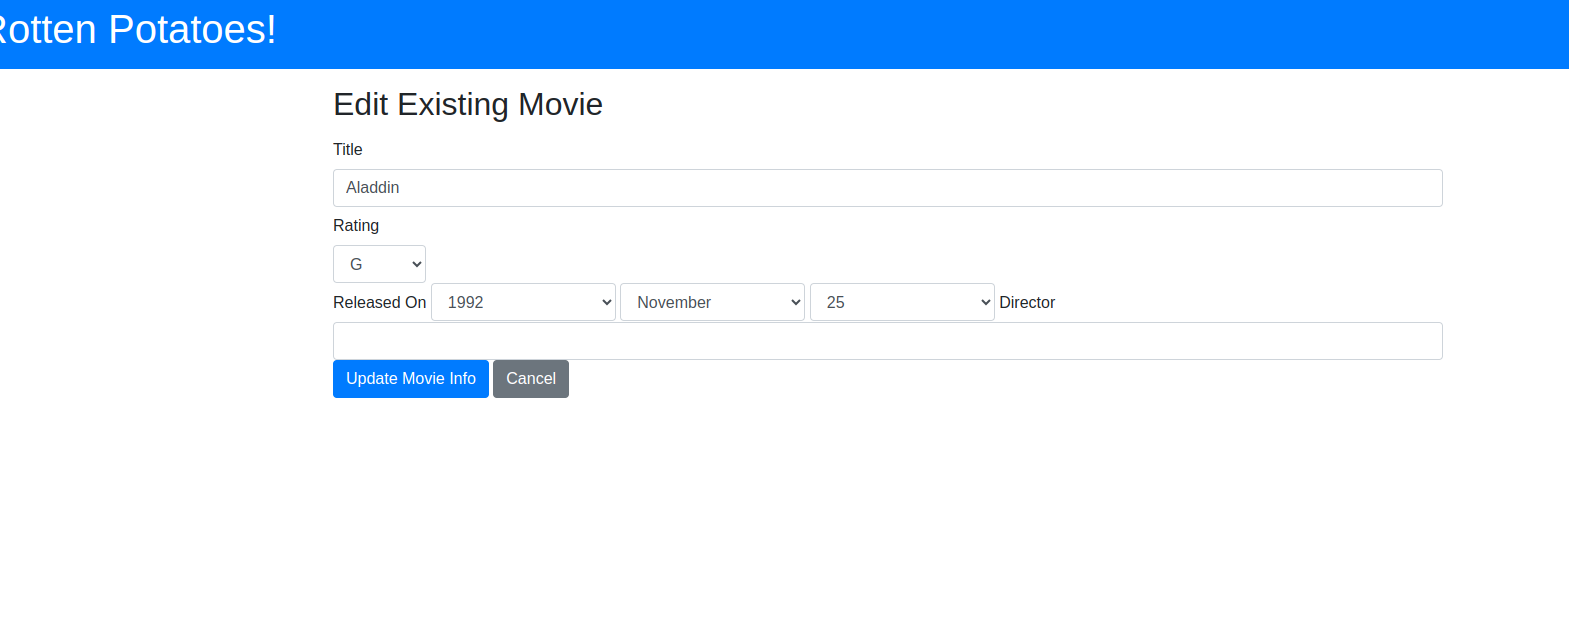 Rotten Potatoes!
Edit Existing Movie
Title
Aladdin
Rating
G
Released On 1992 November 25 Director
Update Movie Info Cancel